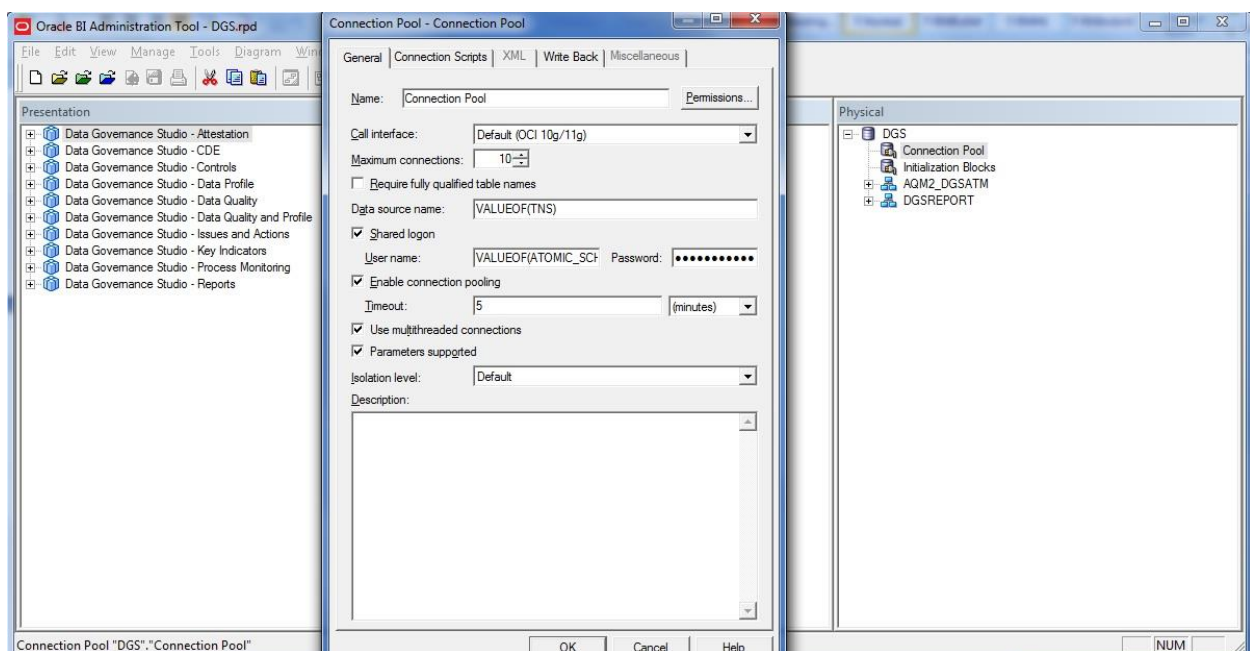 Oracle BI Administration Tool - DGS.rpd
File Edit View Manage Tools Diagram
Presentation
Data Governance Studio - Attestation
Data Governance Studio - CDE
Data Governance Studio - Controls
Data Governance Studio - Data Profile
Data Governance Studio - Data Quality
Data Governance Studio - Data Quality and Profile
Data Governance Studio - Issues and Actions
Data Governance Studio - Key Indicators
Data Governance Studio - Process Monitoring
Data Governance Studio - Reports
Connection Pool - Connection Pool
General Connection Scripts XML Write Back Miscellaneous
Name: Connection Pool Permissions...
Call interface: Default (OCI 10g/11g)
Maximum connections: 10
Require fully qualified table names
Data source name: VALUEOF(TNS)
Shared logon
User name: VALUEOF(ATOMIC_SCH Password: ●●●●●●●●●●●
Enable connection pooling
Timeout: 5 (minutes)
Use multithreaded connections
Parameters supported
Isolation level: Default
Description:
OK Cancel Help
Physical
DGS
Connection Pool
Initialization Blocks
AQM2_DGSATM
DGSREPORT
Connection Pool "DGS"."Connection Pool"
NUM